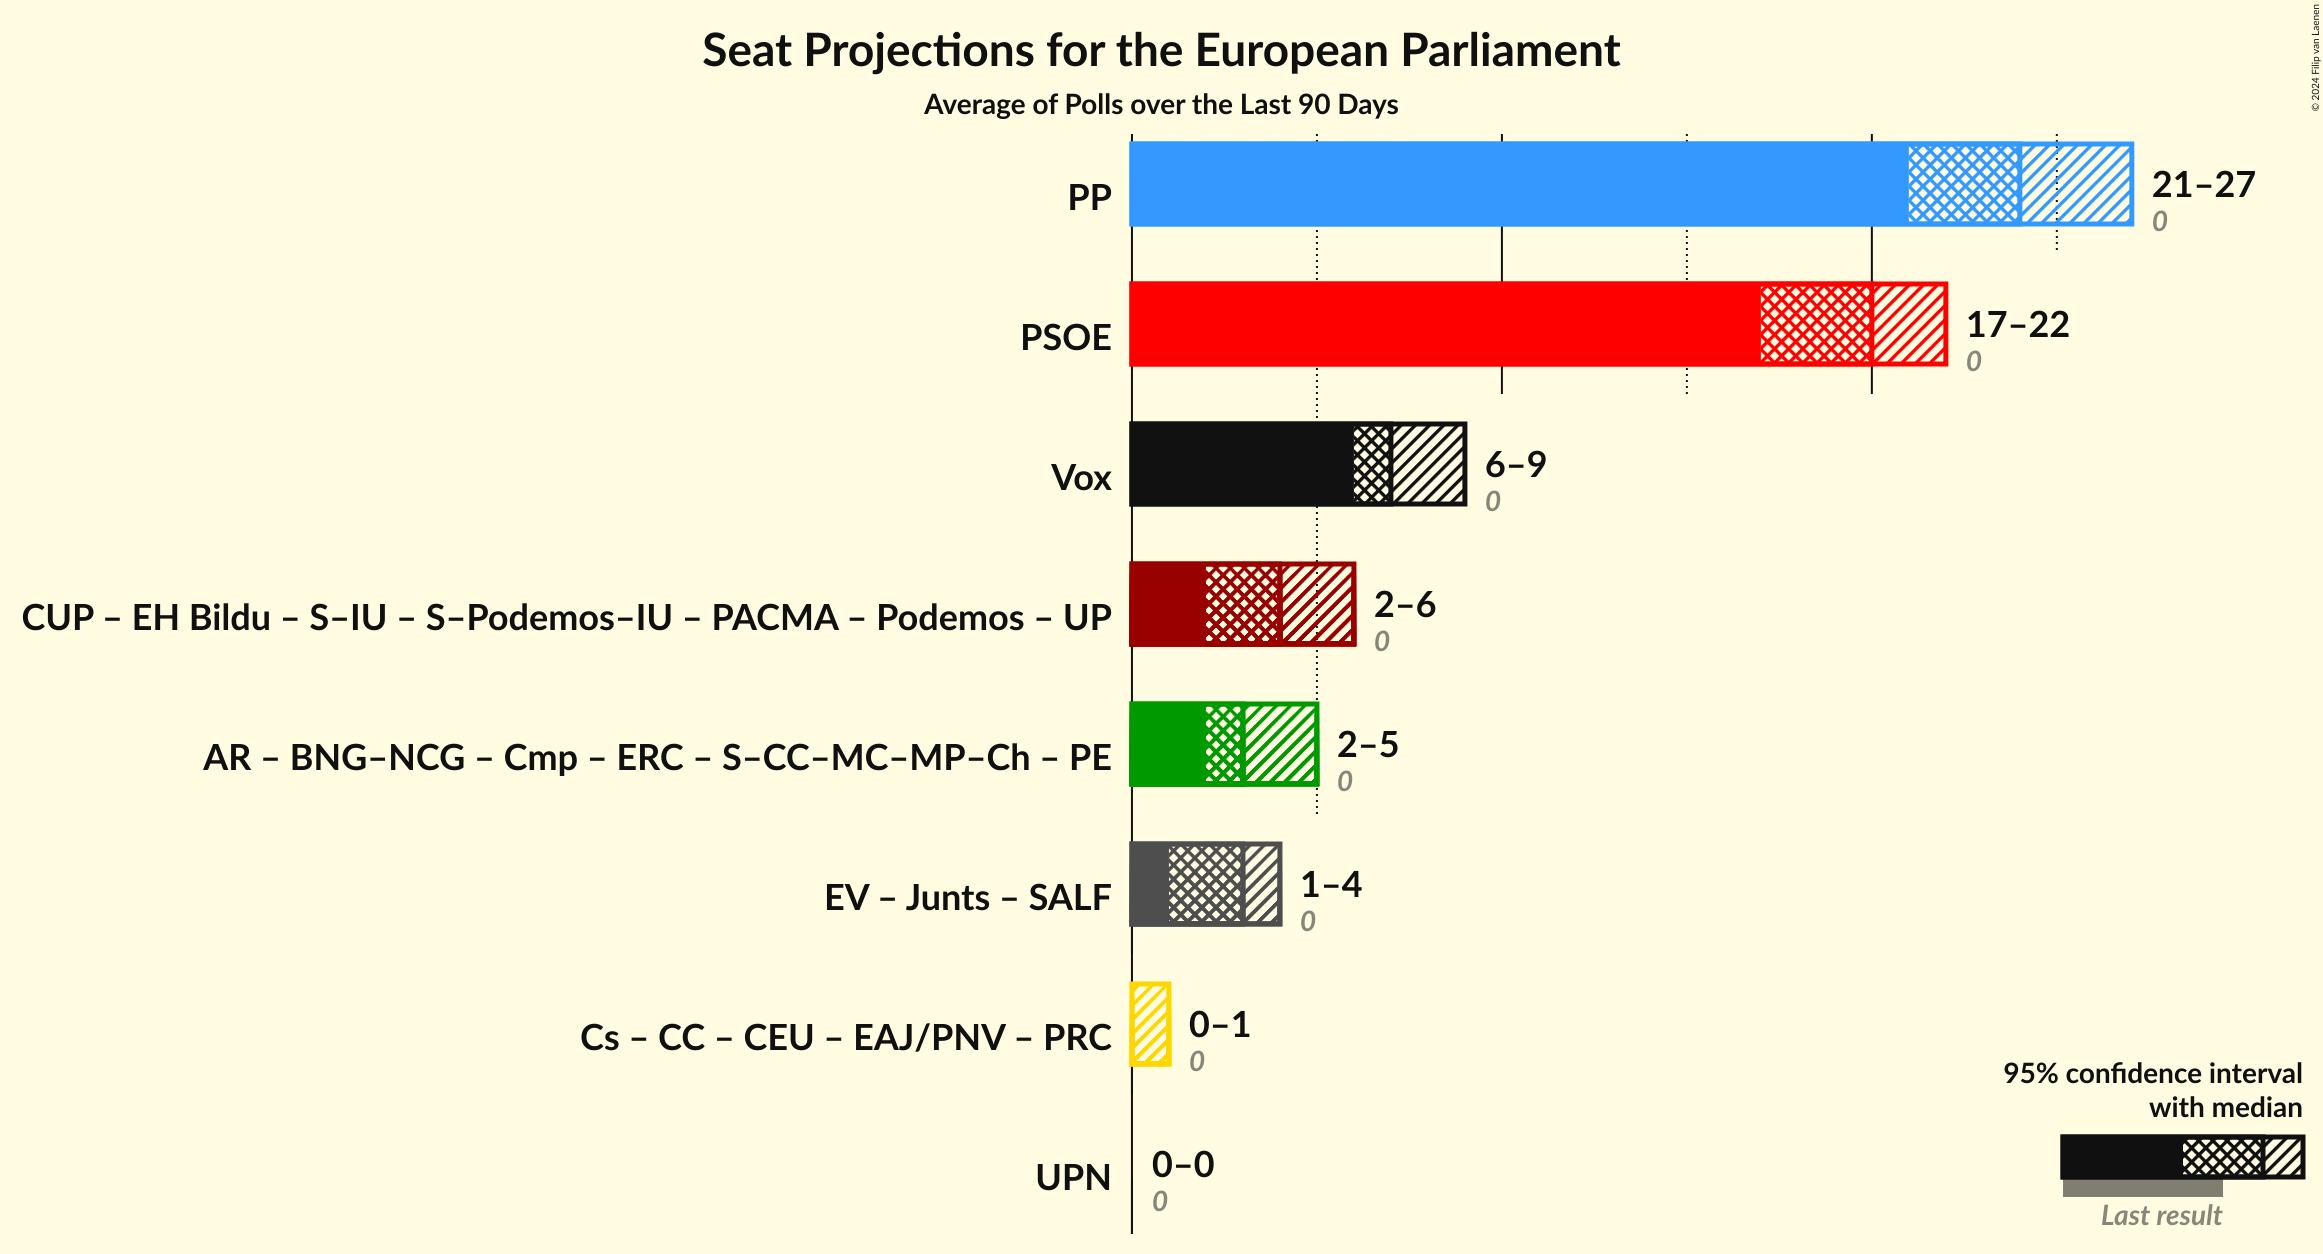 Seat Projections for the European Parliament
Average of Polls over the Last 90 Days
© 2024 Filip van Laenen
PP
21–27
0
PSOE
17–22
0
Vox
6–9
0
CUP – EH Bildu – S–IU – S–Podemos–IU – PACMA – Podemos – UP
2–6
0
AR – BNG–NCG – Cmp – ERC – S–CC–MC–MP–Ch – PE
2–5
0
EV – Junts – SALF
1–4
0
Cs – CC – CEU – EAJ/PNV – PRC
0–1
0
UPN
0–0
0
95% confidence interval
with median
Last result